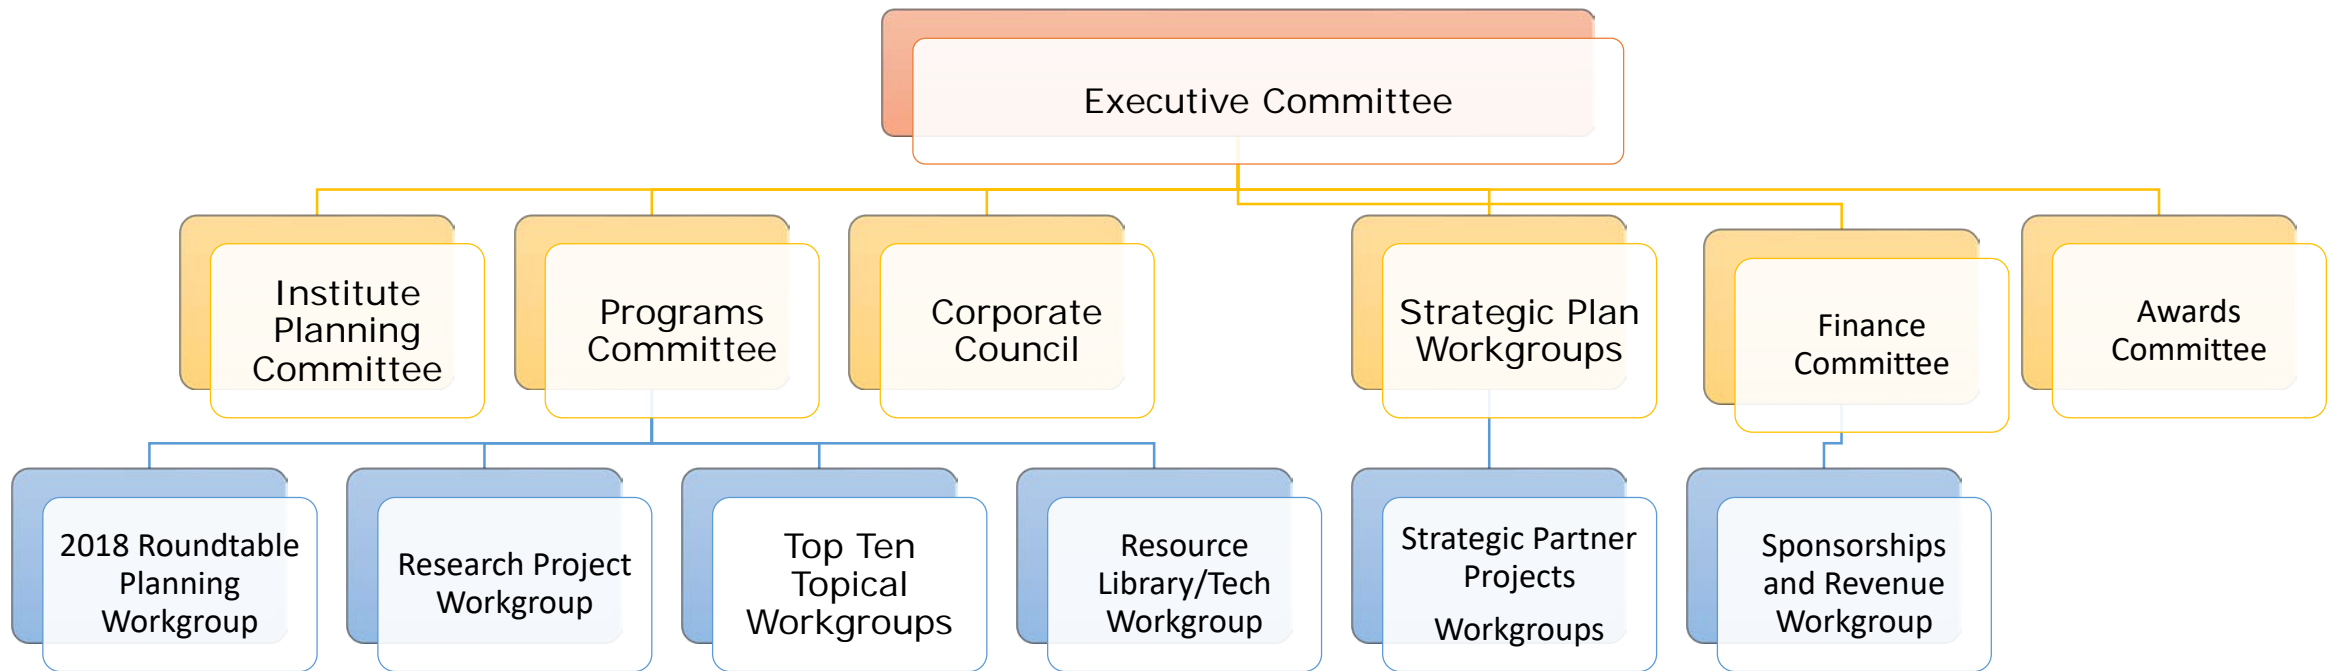 Executive Committee
Institute
Planning
Committee
Programs
Committee
Corporate
Council
Strategic Plan
Workgroups
Finance
Committee
Awards
Committee
2018 Roundtable
Planning
Workgroup
Research Project
Workgroup
Top Ten
Topical
Workgroups
Resource
Library/Tech
Workgroup
Strategic Partner
Projects
Workgroups
Sponsorships
and Revenue
Workgroup